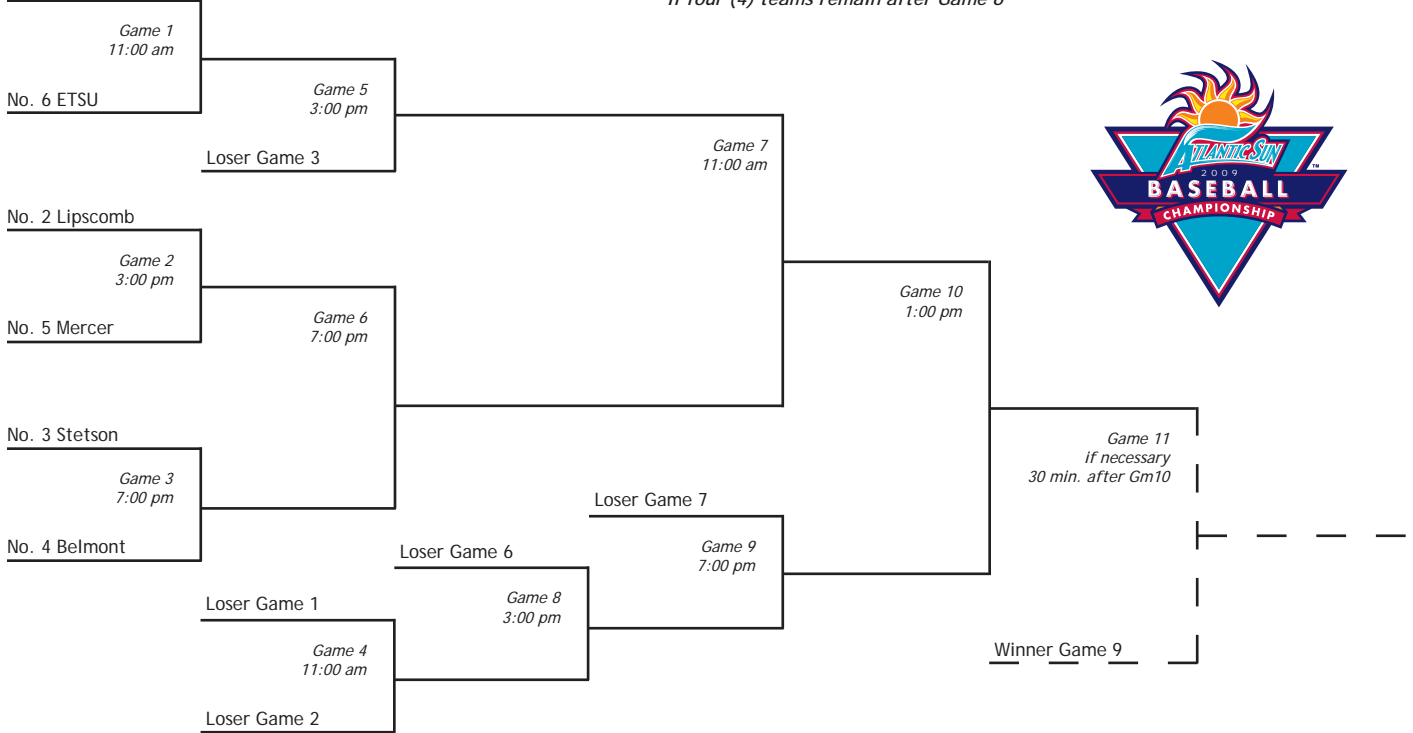 If four (4) teams remain after Game 6
Game 1
11:00 am
No. 6 ETSU
Game 5
3:00 pm
Loser Game 3
Game 7
11:00 am
No. 2 Lipscomb
Game 2
3:00 pm
No. 5 Mercer
Game 6
7:00 pm
Game 10
1:00 pm
No. 3 Stetson
Game 3
7:00 pm
No. 4 Belmont
Game 11
if necessary
30 min. after Gm10
Loser Game 7
Game 9
7:00 pm
Loser Game 6
Game 8
3:00 pm
Loser Game 1
Game 4
11:00 am
Loser Game 2
Winner Game 9
ATLANTIC SUN
2009
BASEBALL
CHAMPIONSHIP
TM